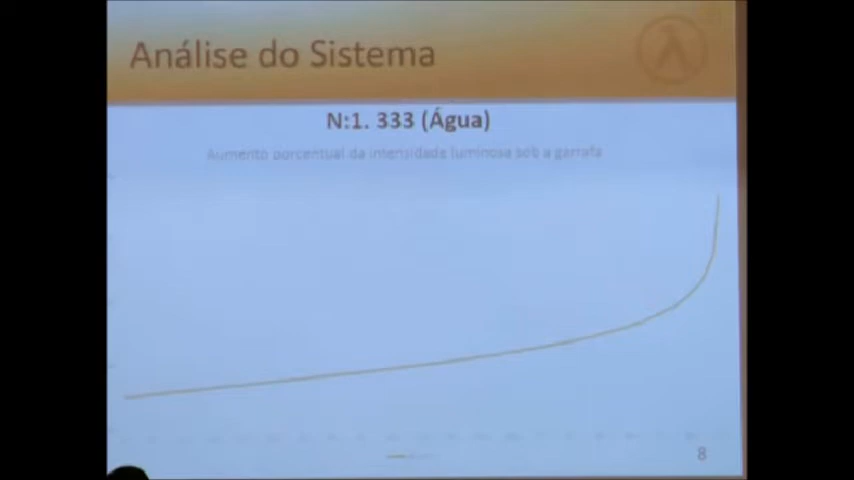 Análise do Sistema
N:1. 333 (Água)
Aumento porcentual da intensidade luminosa sob a garrafa
8